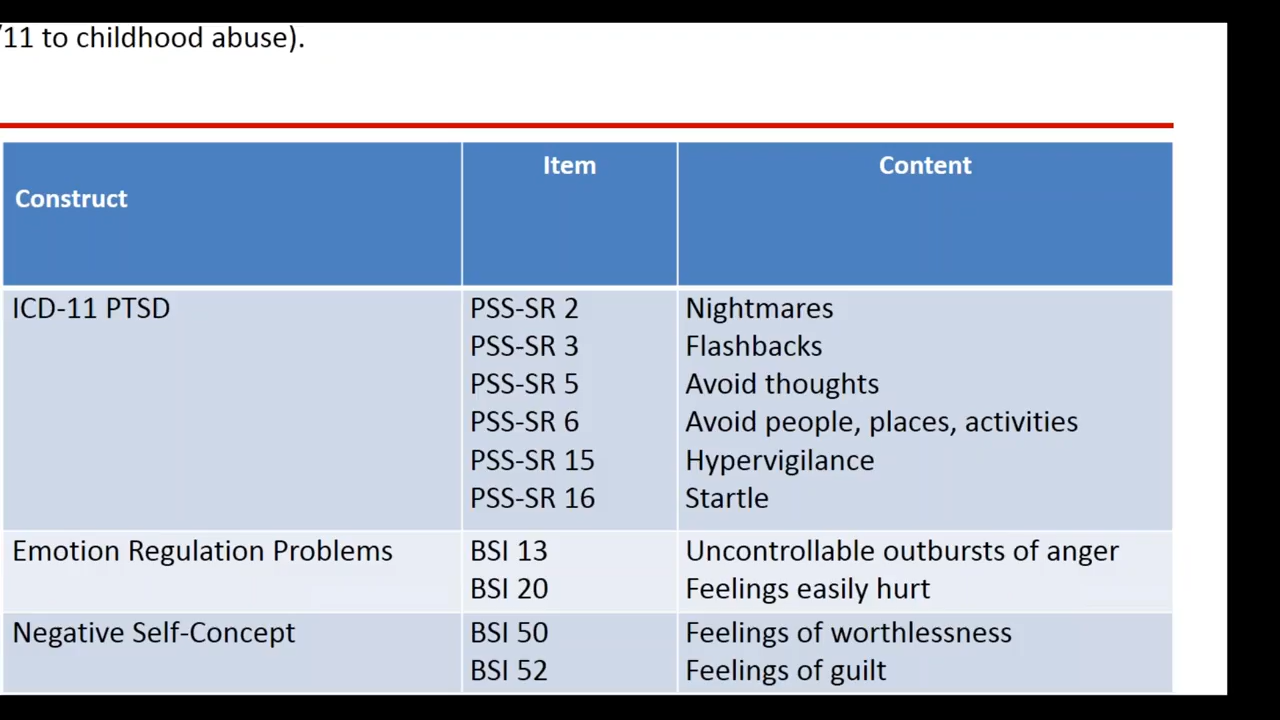 /11 to childhood abuse).
Construct Item Content
ICD-11 PTSD PSS-SR 2 Nightmares
PSS-SR 3 Flashbacks
PSS-SR 5 Avoid thoughts
PSS-SR 6 Avoid people, places, activities
PSS-SR 15 Hypervigilance
PSS-SR 16 Startle
Emotion Regulation Problems BSI 13 Uncontrollable outbursts of anger
BSI 20 Feelings easily hurt
Negative Self-Concept BSI 50 Feelings of worthlessness
BSI 52 Feelings of guilt